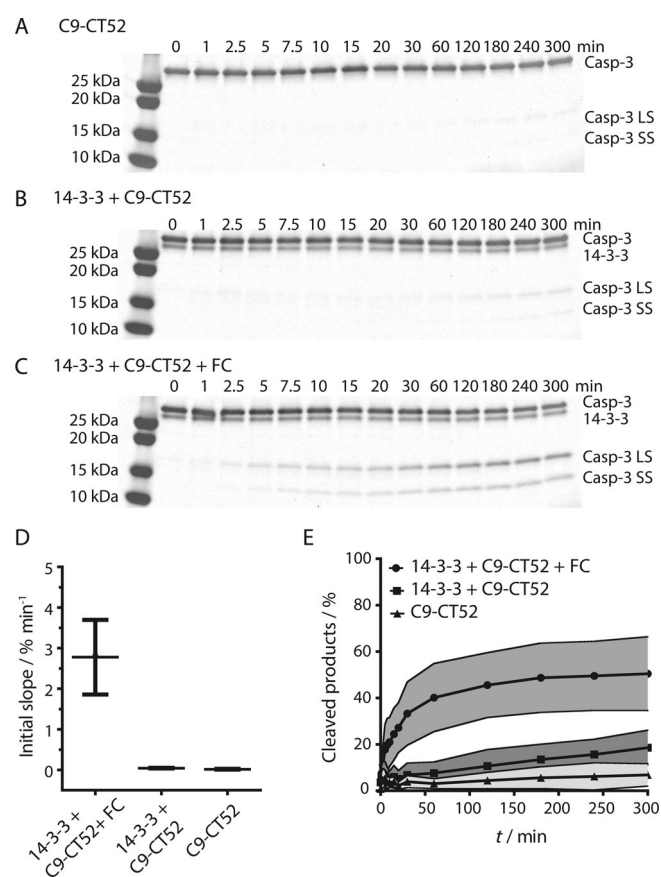 A
C9-CT52
0 1 2.5 5 7.5 10 15 20 30 60 120 180 240 300 min
Casp-3
25 kDa
20 kDa
Casp-3 LS
15 kDa
Casp-3 SS
10 kDa
B
14-3-3 + C9-CT52
0 1 2.5 5 7.5 10 15 20 30 60 120 180 240 300 min
Casp-3
25 kDa
14-3-3
20 kDa
Casp-3 LS
15 kDa
Casp-3 SS
10 kDa
C
14-3-3 + C9-CT52 + FC
0 1 2.5 5 7.5 10 15 20 30 60 120 180 240 300 min
Casp-3
25 kDa
14-3-3
20 kDa
Casp-3 LS
15 kDa
Casp-3 SS
10 kDa
D
Initial slope / % min⁻¹
5
4
3
2
1
0
14-3-3 +
C9-CT52+ FC
14-3-3 +
C9-CT52
C9-CT52
E
Cleaved products / %
100
80
60
40
20
0
14-3-3 + C9-CT52 + FC
14-3-3 + C9-CT52
C9-CT52
0 50 100 150 200 250 300
t / min